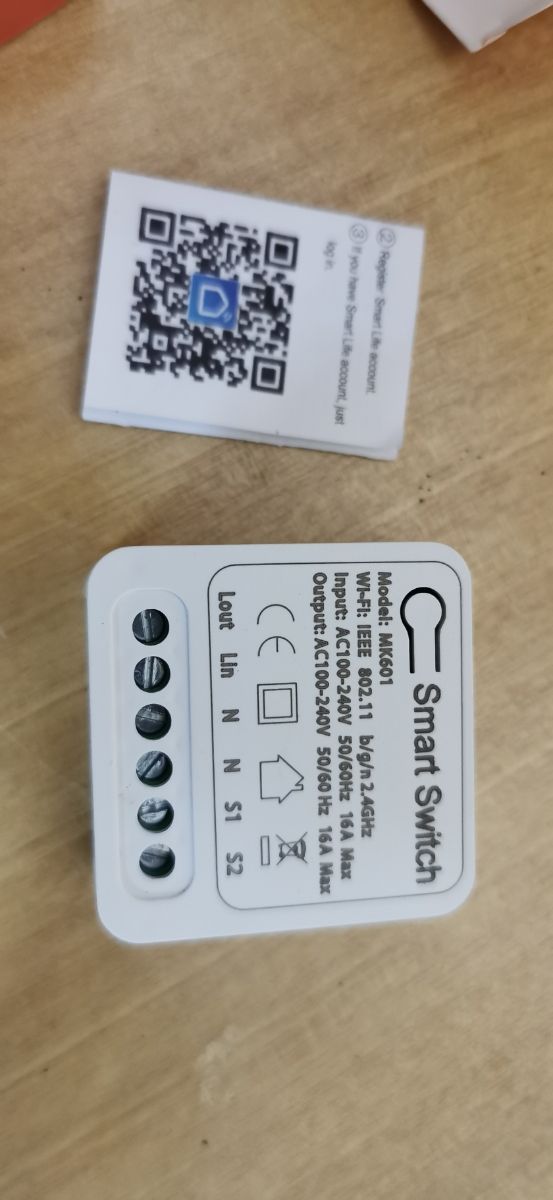 ② Register Smart Life account.
③ If you have Smart Life account, just
log in.
Smart Switch
Model: MK601
Wi-Fi: IEEE 802.11 b/g/n 2.4GHz
Input: AC100-240V 50/60Hz 16A Max
Output: AC100-240V 50/60 Hz 16A Max
CE
Lout Lin N N S1 S2